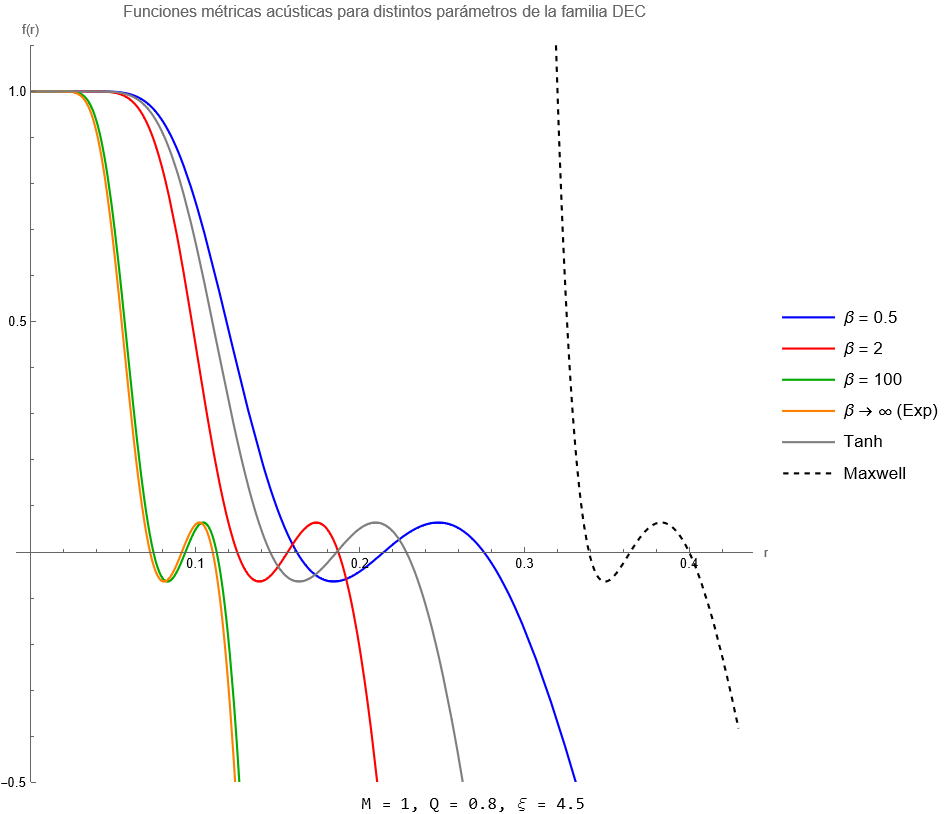 Funciones métricas acústicas para distintos parámetros de la familia DEC
f(r)
1.0
0.5
-0.5
0.1
0.2
0.3
0.4
r
β = 0.5
β = 2
β = 100
β → ∞ (Exp)
Tanh
Maxwell
M = 1, Q = 0.8, ξ = 4.5